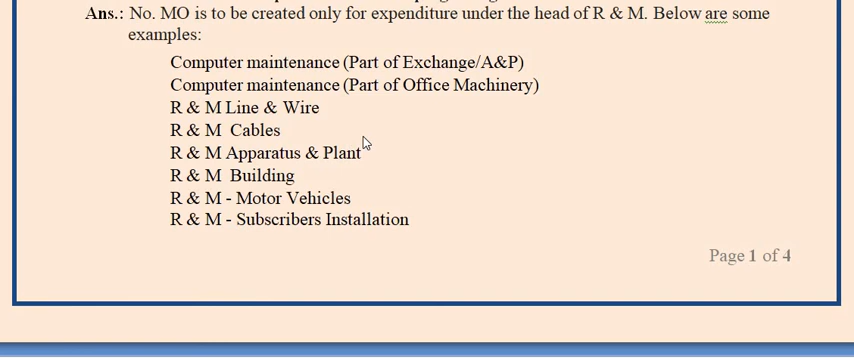 Ans.: No. MO is to be created only for expenditure under the head of R & M. Below are some
examples:
Computer maintenance (Part of Exchange/A&P)
Computer maintenance (Part of Office Machinery)
R & M Line & Wire
R & M  Cables
R & M Apparatus & Plant
R & M  Building
R & M - Motor Vehicles
R & M - Subscribers Installation
Page 1 of 4